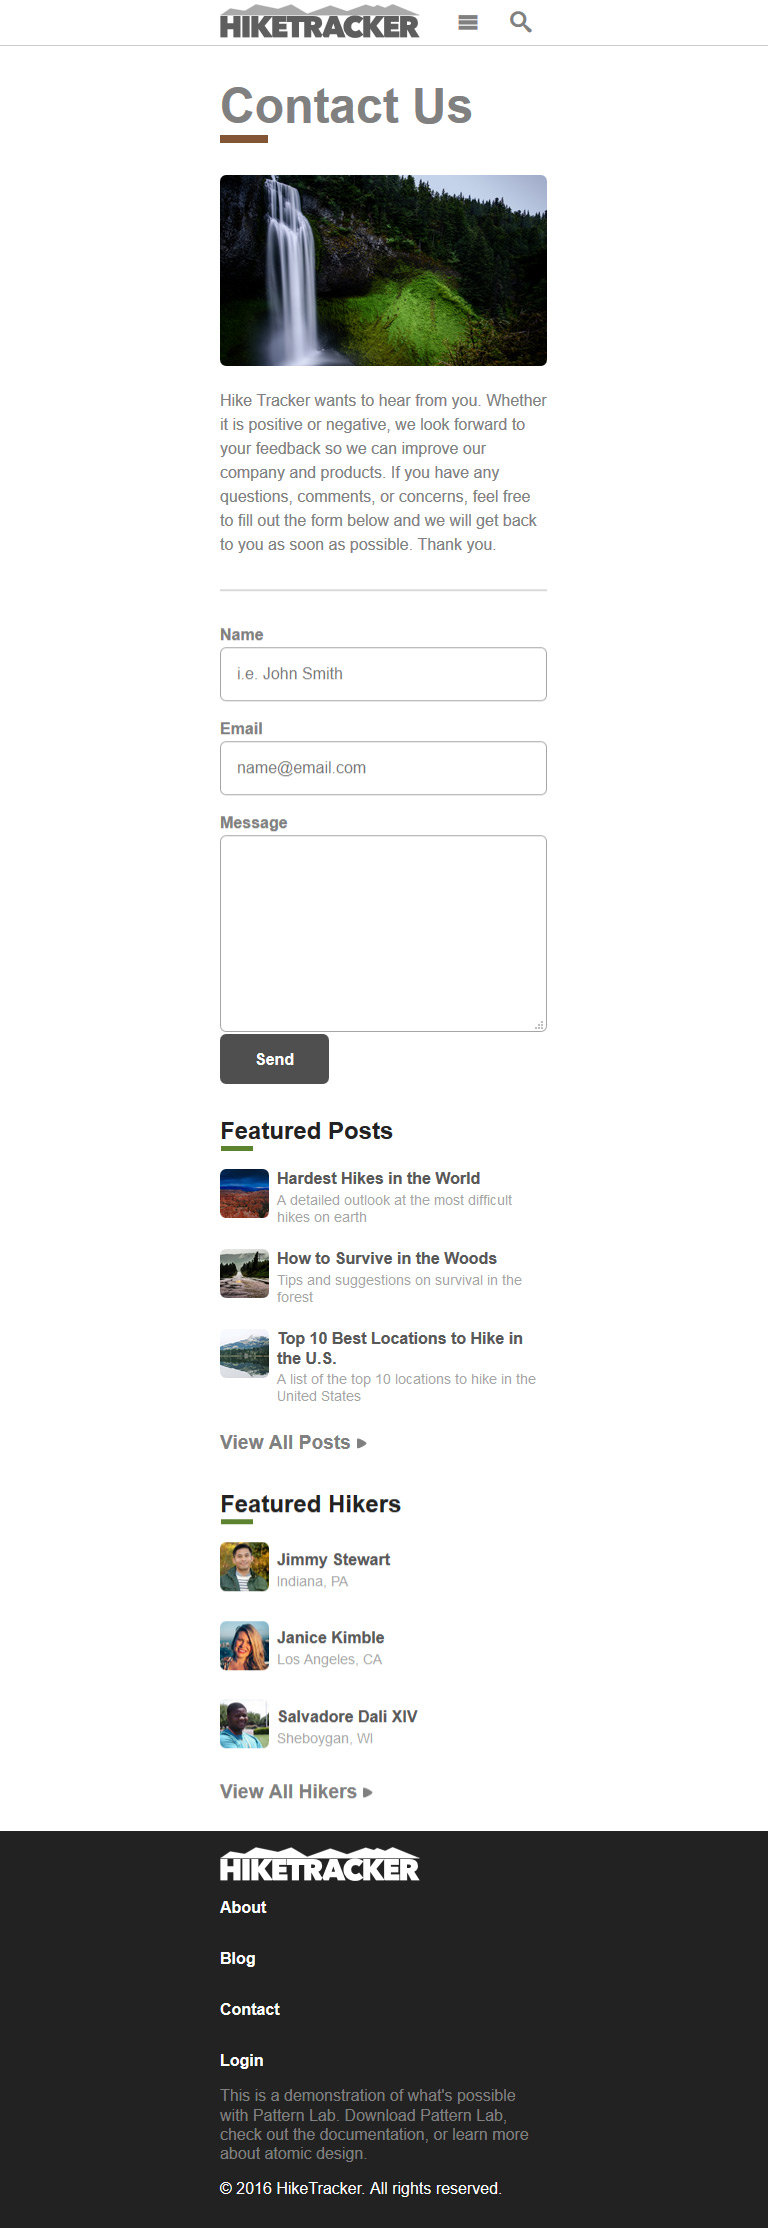 HIKETRACKER
Contact Us
Hike Tracker wants to hear from you. Whether
it is positive or negative, we look forward to
your feedback so we can improve our
company and products. If you have any
questions, comments, or concerns, feel free
to fill out the form below and we will get back
to you as soon as possible. Thank you.
Name
i.e. John Smith
Email
name@email.com
Message
Send
Featured Posts
Hardest Hikes in the World
A detailed outlook at the most difficult
hikes on earth
How to Survive in the Woods
Tips and suggestions on survival in the
forest
Top 10 Best Locations to Hike in
the U.S.
A list of the top 10 locations to hike in the
United States
View All Posts
Featured Hikers
Jimmy Stewart
Indiana, PA
Janice Kimble
Los Angeles, CA
Salvadore Dali XIV
Sheboygan, WI
View All Hikers
HIKETRACKER
About
Blog
Contact
Login
This is a demonstration of what's possible
with Pattern Lab. Download Pattern Lab,
check out the documentation, or learn more
about atomic design.
© 2016 HikeTracker. All rights reserved.